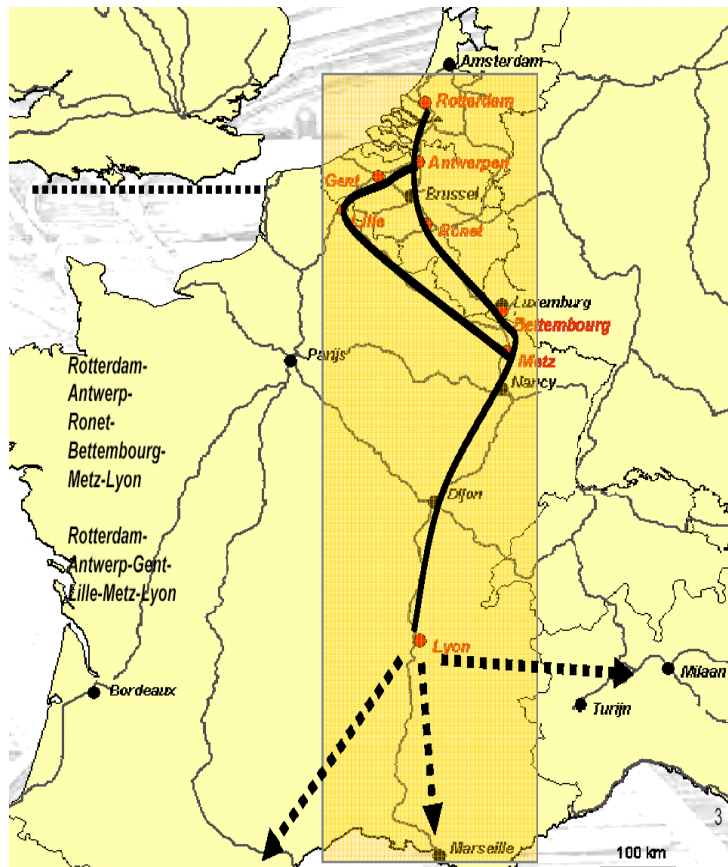 Amsterdam
Rotterdam
Antwerpen
Gent
Brussel
Lille
Ronet
Luxemburg
Bettembourg
Parijs
Metz
Nancy
Rotterdam-
Antwerp-
Ronet-
Bettembourg-
Metz-Lyon
Dijon
Rotterdam-
Antwerp-Gent-
Lille-Metz-Lyon
Lyon
Milaan
Bordeaux
Turijn
3
Marseille
100 km